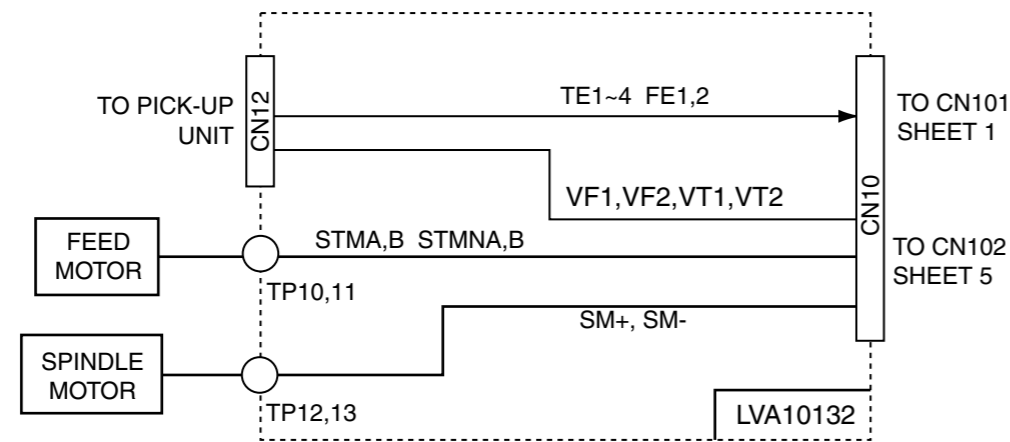 TO PICK-UP
UNIT
CN12
TE1~4 FE1,2
TO CN101
SHEET 1
VF1,VF2,VT1,VT2
CN10
FEED
MOTOR
STMA,B STMNA,B
TO CN102
SHEET 5
TP10,11
SM+, SM-
SPINDLE
MOTOR
TP12,13
LVA10132